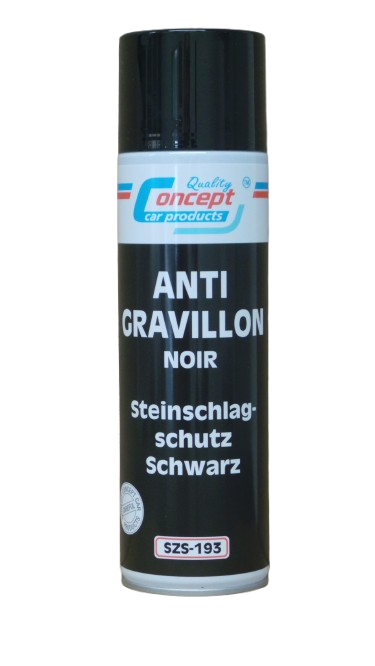 Quality
Concept
car products
ANTI
GRAVILLON
NOIR
Steinschlag-
schutz
Schwarz
SZS-193